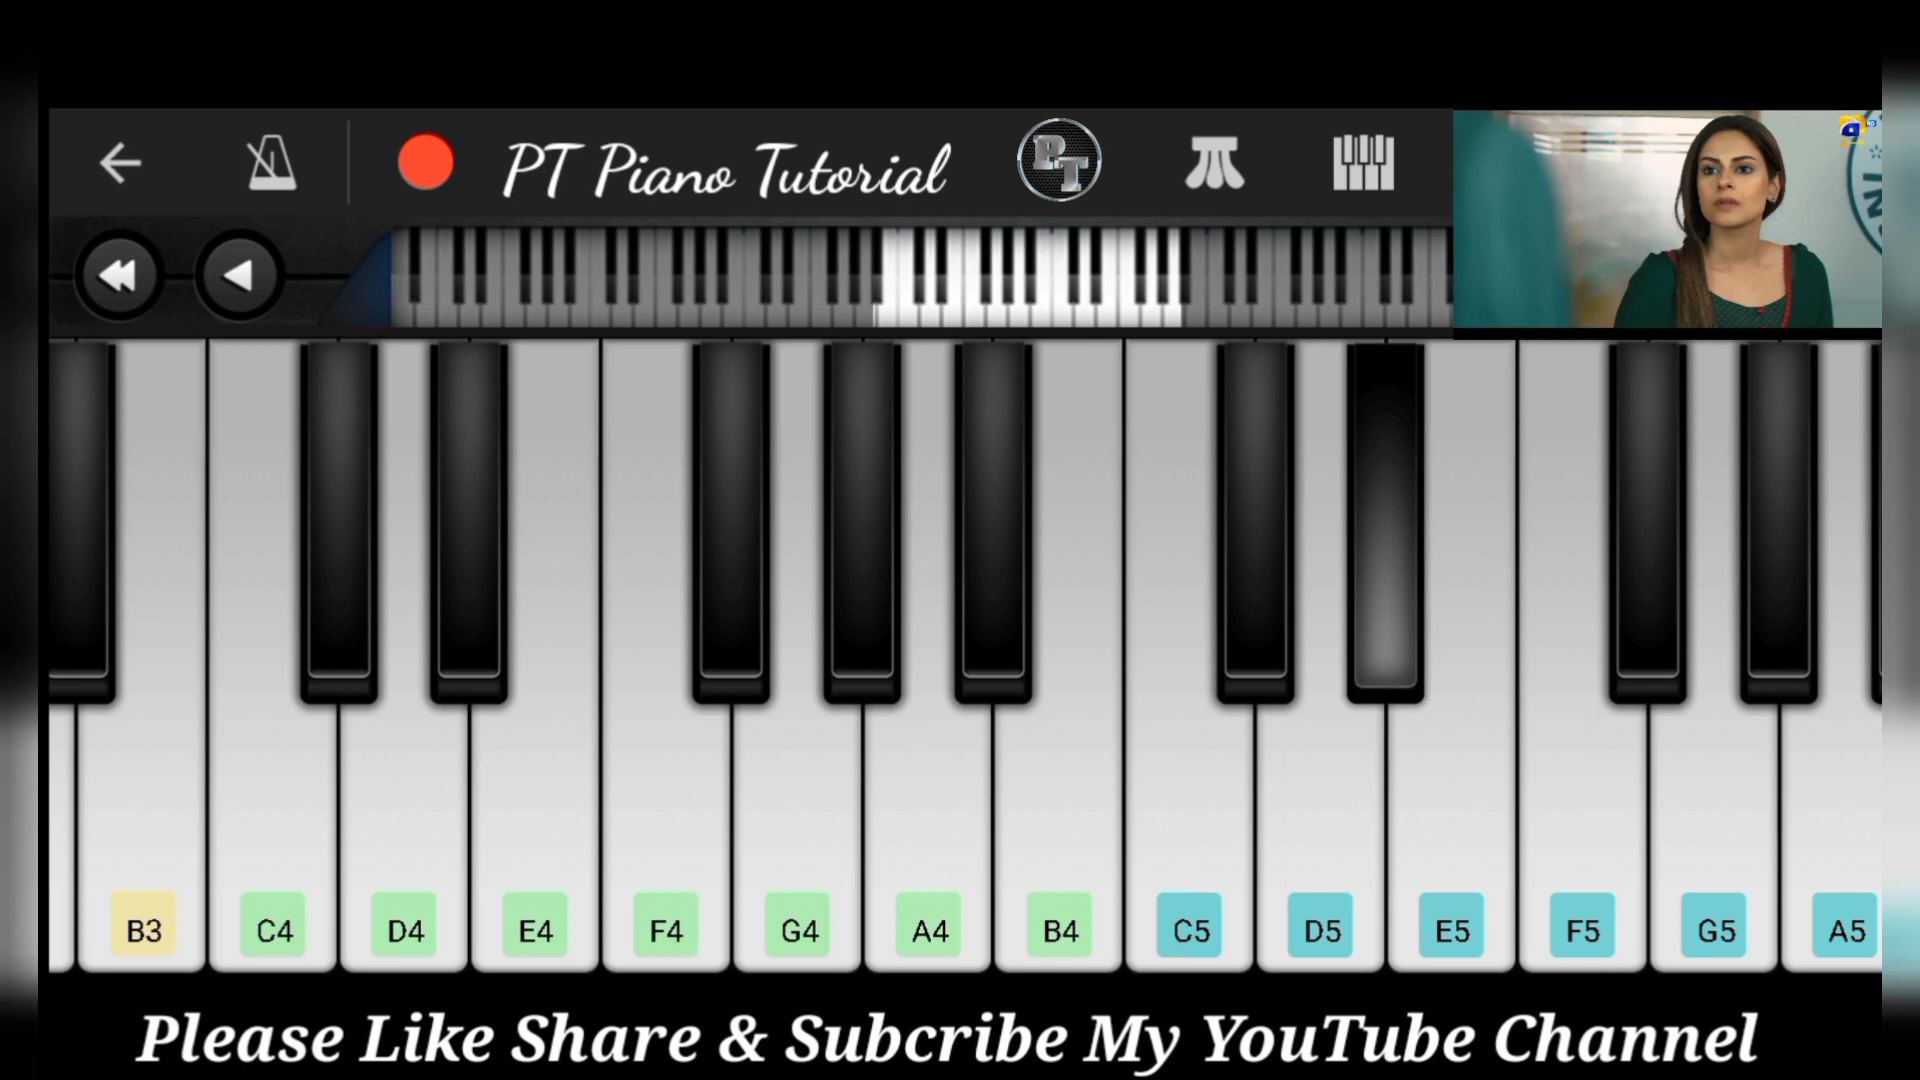 PT Piano Tutorial
PT
B3 C4 D4 E4 F4 G4 A4 B4 C5 D5 E5 F5 G5 A5
Please Like Share & Subcribe My YouTube Channel